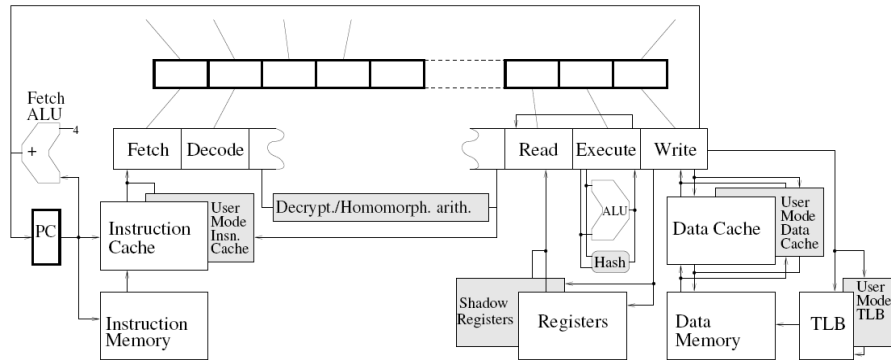 Fetch
ALU
4
+
Fetch
Decode
Read
Execute
Write
Decrypt./Homomorph. arith.
ALU
Hash
PC
Instruction
Cache
User
Mode
Insn.
Cache
Data Cache
User
Mode
Data
Cache
Instruction
Memory
Shadow
Registers
Registers
Data
Memory
TLB
User
Mode
TLB